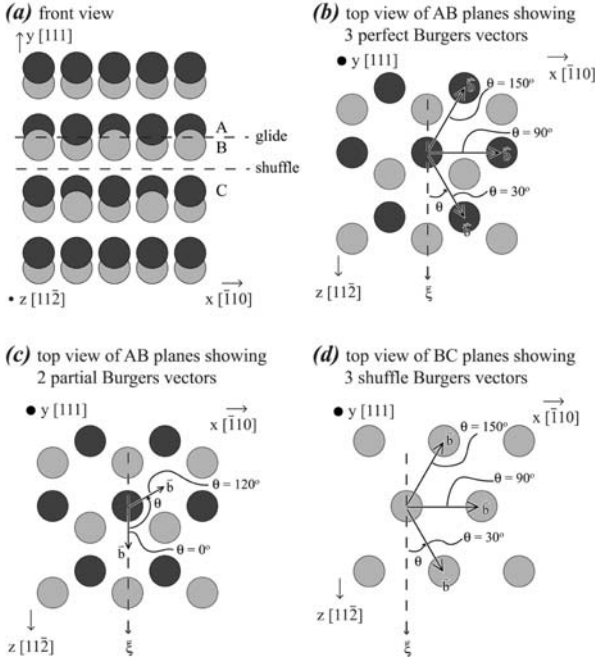 (a) front view
y [111]
A
B
glide
shuffle
C
• z [112̄]
x [1̄10]
(b) top view of AB planes showing
3 perfect Burgers vectors
y [111]
x [1̄10]
θ = 150°
b̄
θ = 90°
b̄
θ = 30°
θ
b̄
z [112̄]
ξ
(c) top view of AB planes showing
2 partial Burgers vectors
y [111]
x [1̄10]
b̄
θ = 120°
θ
b̄
θ = 0°
z [112̄]
ξ
(d) top view of BC planes showing
3 shuffle Burgers vectors
y [111]
x [1̄10]
θ = 150°
b
θ = 90°
b
θ = 30°
θ
b
z [112̄]
ξ